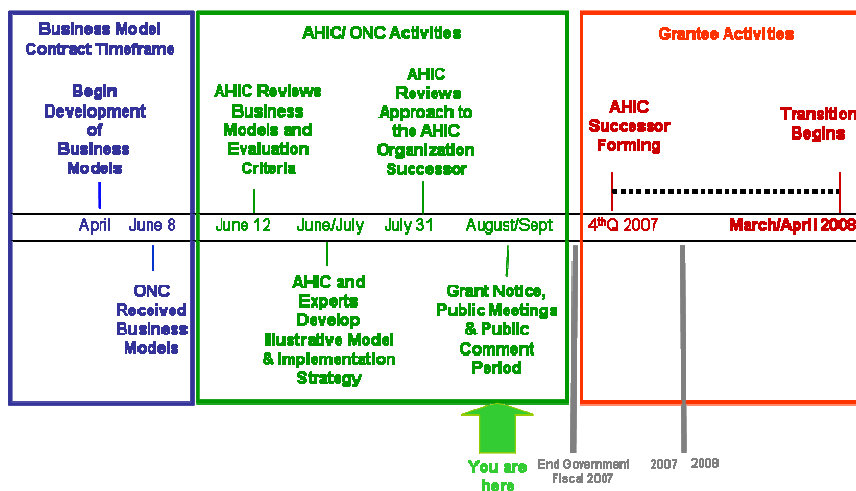 Business Model
Contract Timeframe
Begin
Development
of
Business
Models
April
June 8
ONC
Received
Business
Models
AHIC/ ONC Activities
AHIC Reviews
Business
Models and
Evaluation
Criteria
AHIC
Reviews
Approach to
the AHIC
Organization
Successor
June 12
June/July
July 31
August/Sept
AHIC and
Experts
Develop
Illustrative Model
& Implementation
Strategy
Grant Notice,
Public Meetings
& Public
Comment
Period
Grantee Activities
AHIC
Successor
Forming
Transition
Begins
4thQ 2007
March/April 2008
You are
here
End Government
Fiscal 2007
2007
2008